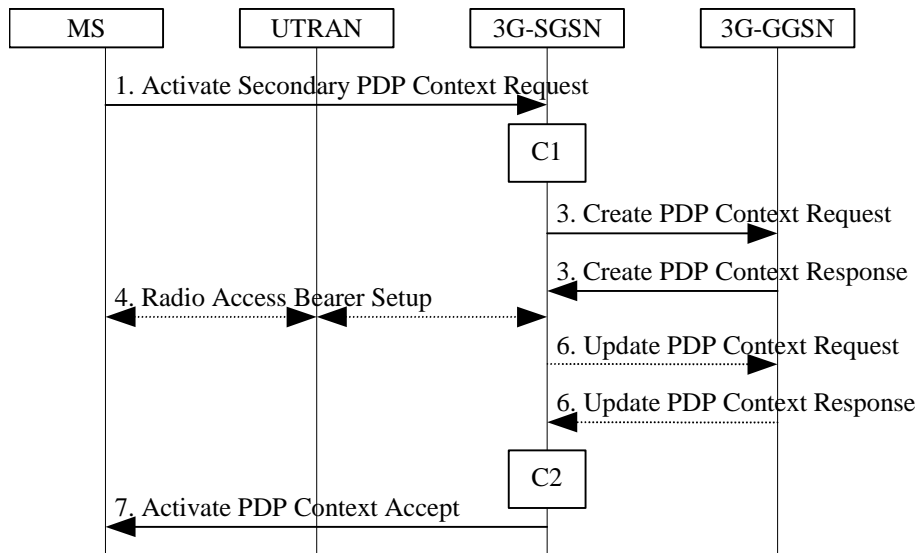 MS UTRAN 3G-SGSN 3G-GGSN
1. Activate Secondary PDP Context Request
C1
3. Create PDP Context Request
3. Create PDP Context Response
4. Radio Access Bearer Setup
6. Update PDP Context Request
6. Update PDP Context Response
C2
7. Activate PDP Context Accept